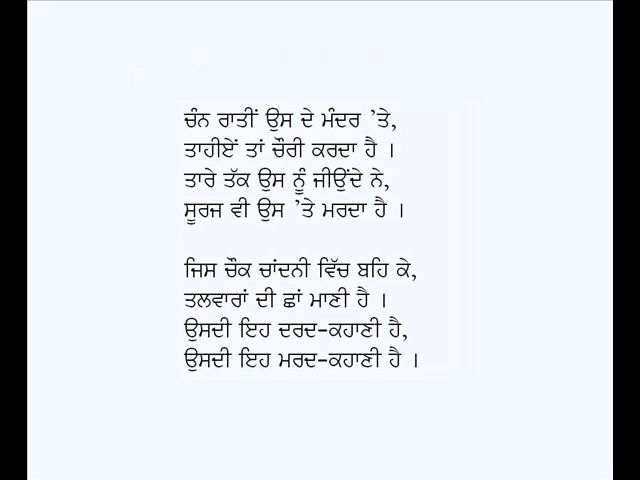 ਚੰਨ ਰਾਤੀਂ ਉਸ ਦੇ ਮੰਦਰ ’ਤੇ,
ਤਾਹੀਏਂ ਤਾਂ ਚੌਰੀ ਕਰਦਾ ਹੈ ।
ਤਾਰੇ ਤੱਕ ਉਸ ਨੂੰ ਜੀਉਂਦੇ ਨੇ,
ਸੂਰਜ ਵੀ ਉਸ ’ਤੇ ਮਰਦਾ ਹੈ ।
ਜਿਸ ਚੌਕ ਚਾਂਦਨੀ ਵਿੱਚ ਬਹਿ ਕੇ,
ਤਲਵਾਰਾਂ ਦੀ ਛਾਂ ਮਾਣੀ ਹੈ ।
ਉਸਦੀ ਇਹ ਦਰਦ-ਕਹਾਣੀ ਹੈ,
ਉਸਦੀ ਇਹ ਮਰਦ-ਕਹਾਣੀ ਹੈ ।